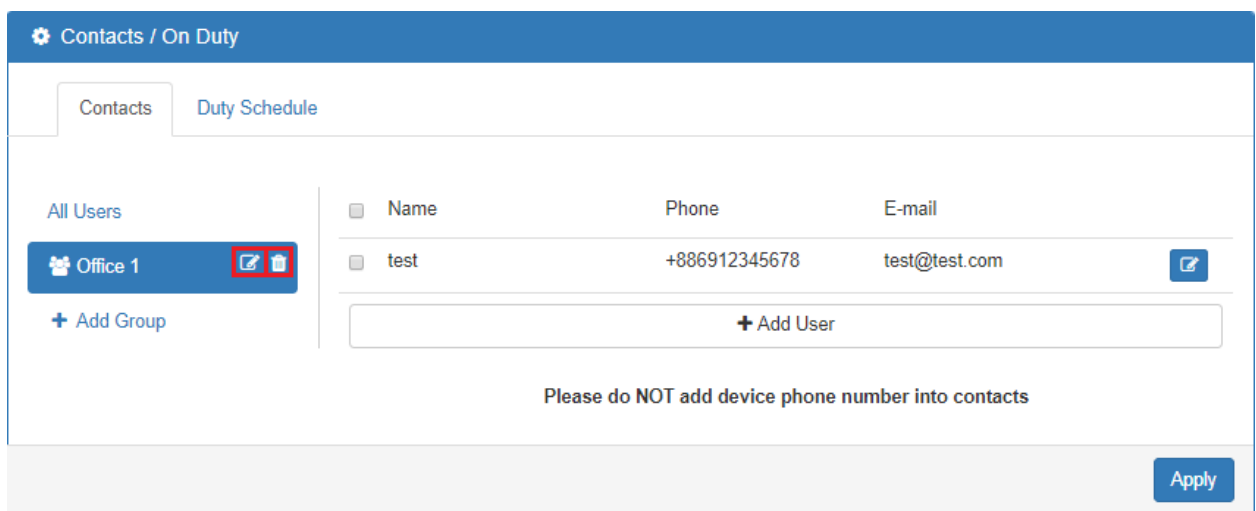 Contacts / On Duty
Contacts Duty Schedule
All Users
Name Phone E-mail
Office 1
test +886912345678 test@test.com
+ Add Group
+ Add User
Please do NOT add device phone number into contacts
Apply